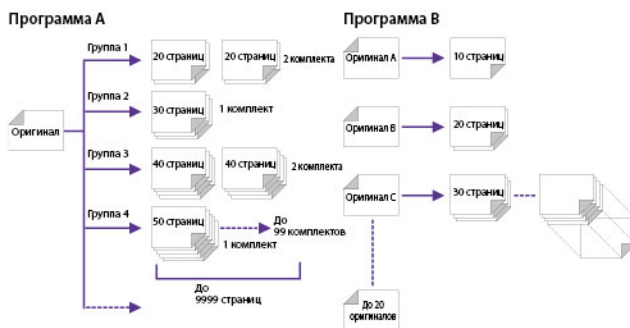 Программа А
Группа 1
20 страниц
20 страниц
2 комплекта
Группа 2
30 страниц
1 комплект
Оригинал
Группа 3
40 страниц
40 страниц
2 комплекта
Группа 4
50 страниц
1 комплект
До
99 комплектов
До
9999 страниц
Программа В
Оригинал А
10 страниц
Оригинал В
20 страниц
Оригинал С
30 страниц
До 20
оригиналов